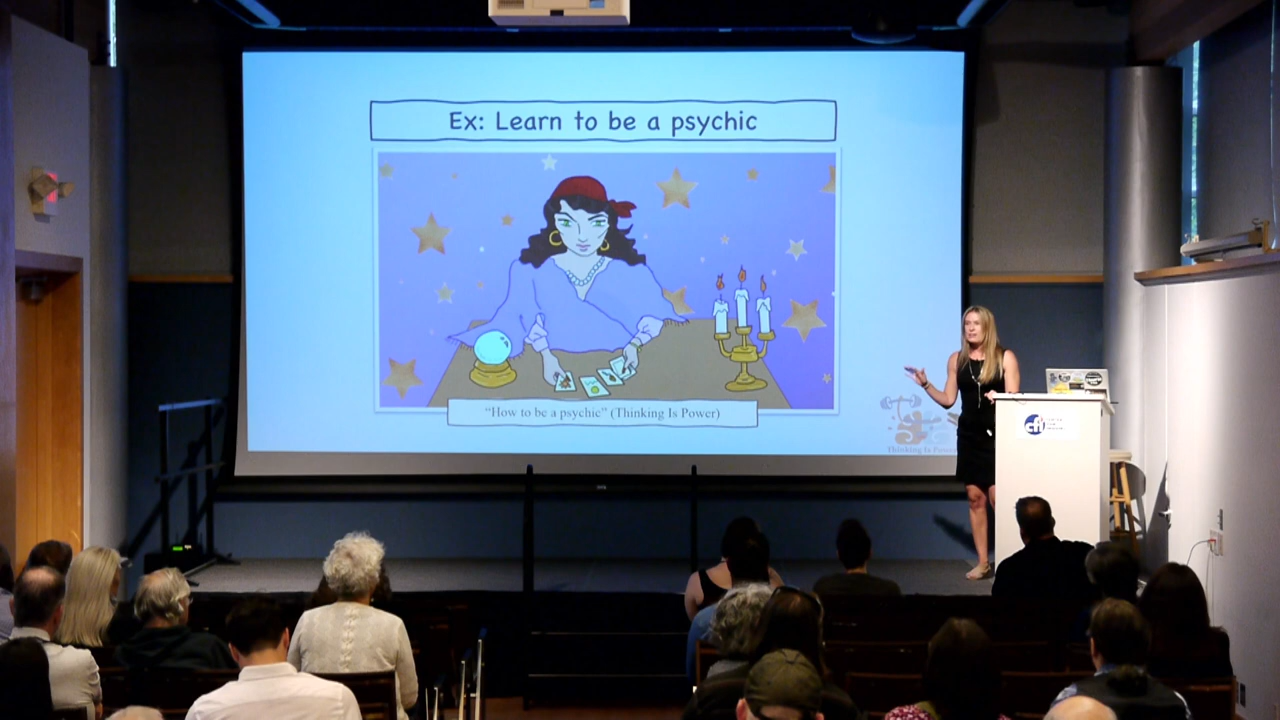 Ex: Learn to be a psychic
“How to be a psychic” (Thinking Is Power)
Thinking Is Power
cfi